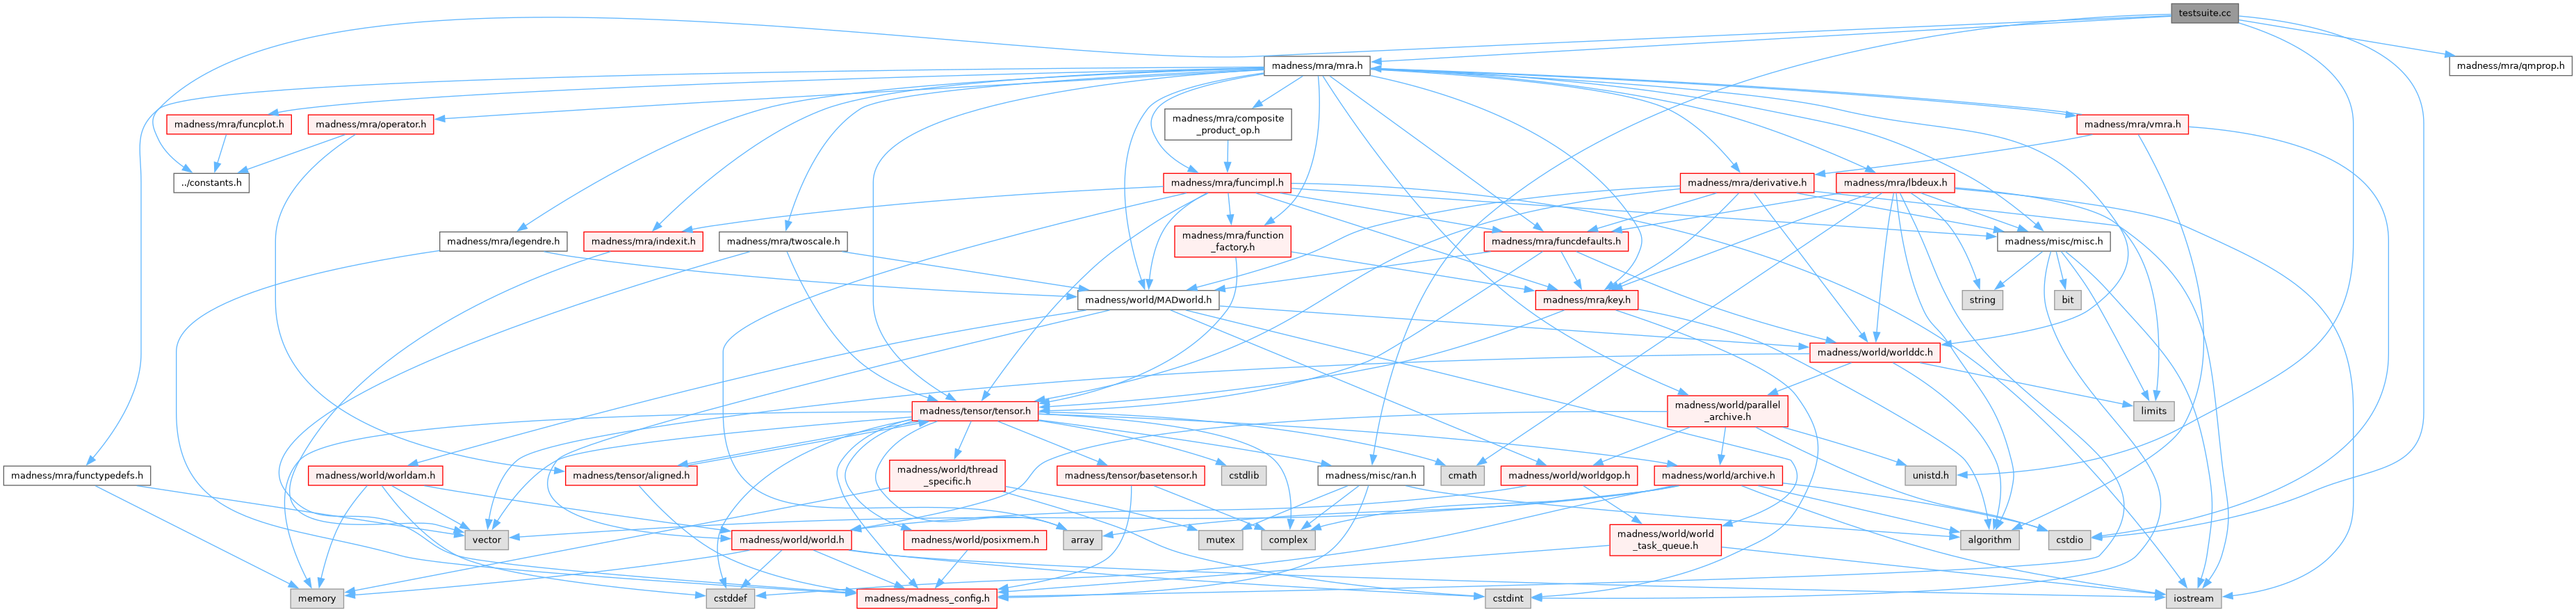 testsuite.cc
madness/mra/mra.h
madness/mra/qmprop.h
madness/mra/funcplot.h
madness/mra/operator.h
madness/mra/composite
_product_op.h
madness/mra/vmra.h
../constants.h
madness/mra/funcimpl.h
madness/mra/derivative.h
madness/mra/lbdeux.h
madness/mra/legendre.h
madness/mra/indexit.h
madness/mra/twoscale.h
madness/mra/function
_factory.h
madness/mra/funcdefaults.h
madness/misc/misc.h
madness/world/MADworld.h
madness/mra/key.h
string
bit
madness/world/worlddc.h
madness/tensor/tensor.h
madness/world/parallel
_archive.h
limits
madness/mra/functypedefs.h
madness/world/worldam.h
madness/tensor/aligned.h
madness/world/thread
_specific.h
madness/tensor/basetensor.h
cstdlib
madness/misc/ran.h
cmath
madness/world/worldgop.h
madness/world/archive.h
unistd.h
vector
madness/world/world.h
madness/world/posixmem.h
array
mutex
complex
madness/world/world
_task_queue.h
algorithm
cstdio
memory
cstddef
madness/madness_config.h
cstdint
iostream